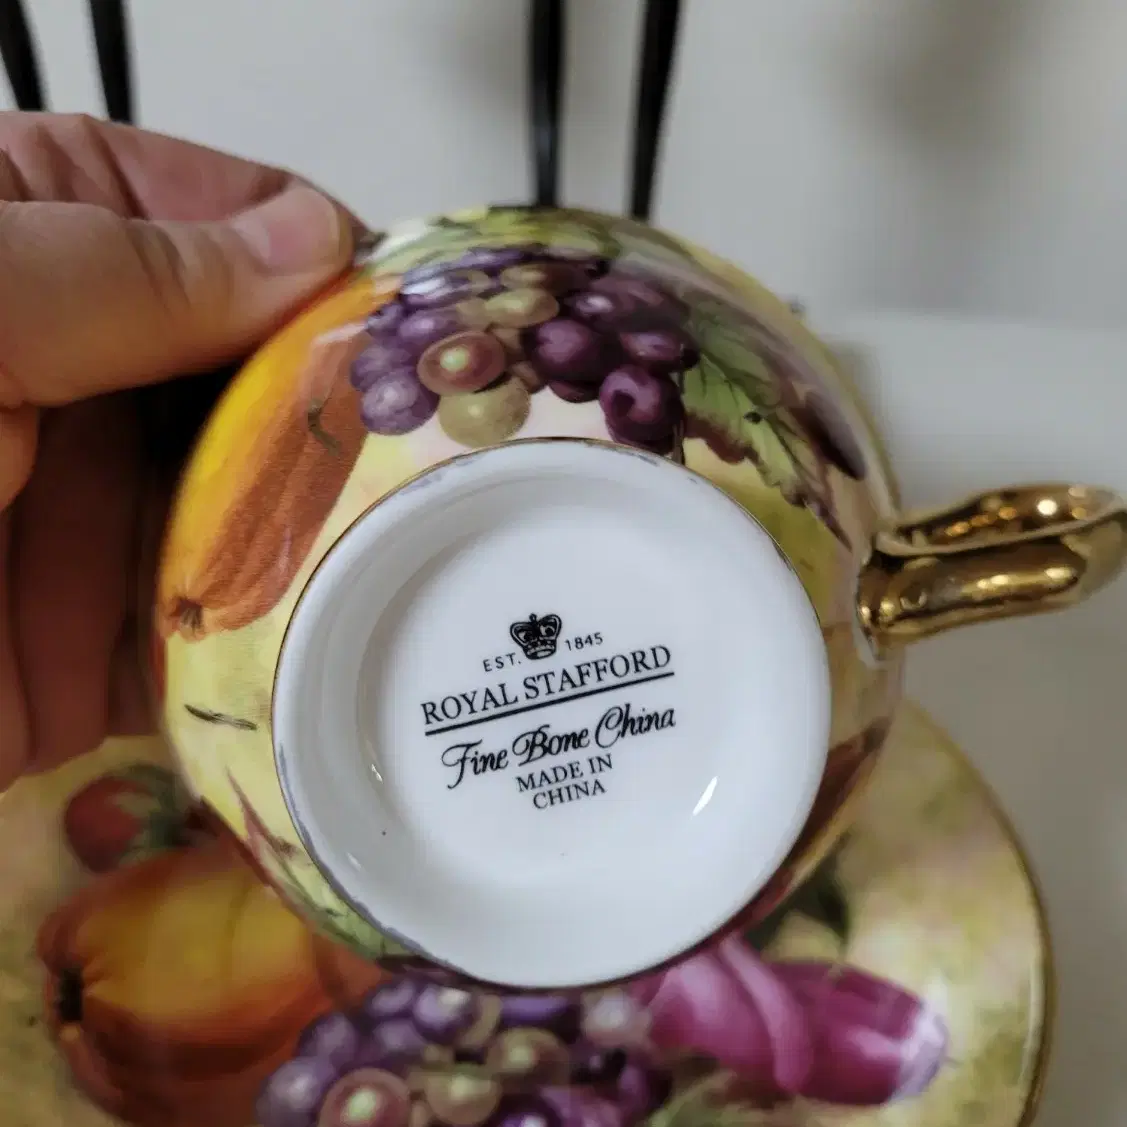 EST. 1845
ROYAL STAFFORD
Fine Bone China
MADE IN
CHINA